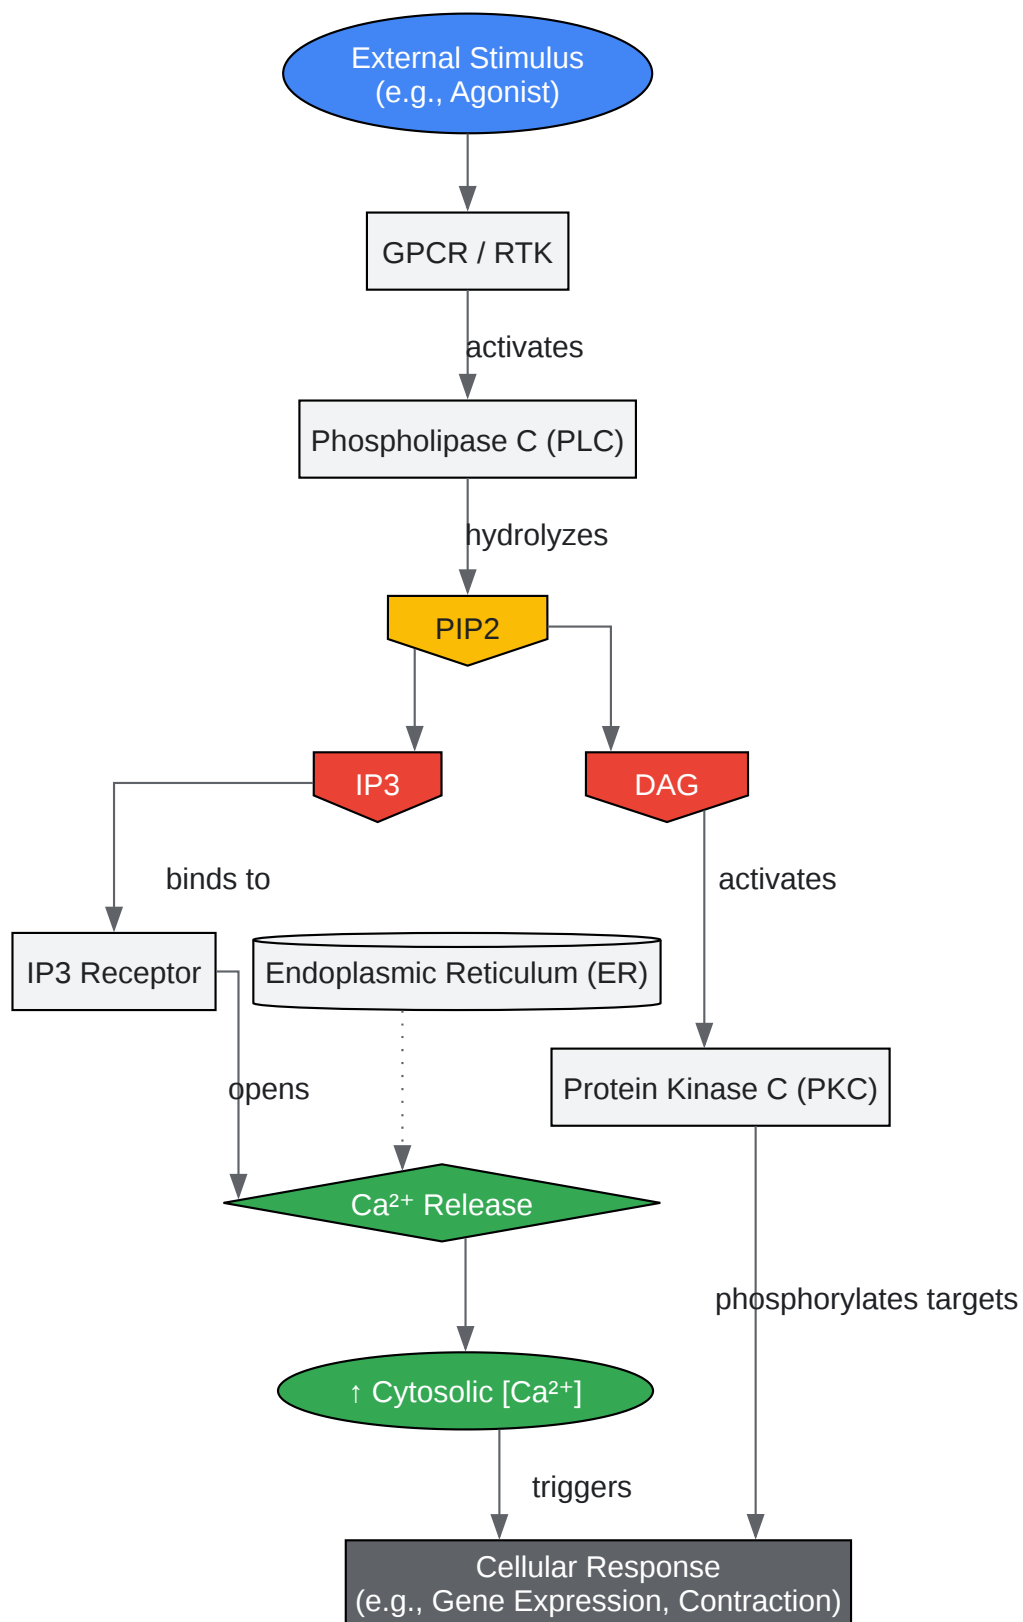 External Stimulus
(e.g., Agonist)
GPCR / RTK
activates
Phospholipase C (PLC)
hydrolyzes
PIP2
IP3
DAG
binds to
activates
IP3 Receptor
Endoplasmic Reticulum (ER)
opens
Protein Kinase C (PKC)
Ca²⁺ Release
phosphorylates targets
↑ Cytosolic [Ca²⁺]
triggers
Cellular Response
(e.g., Gene Expression, Contraction)